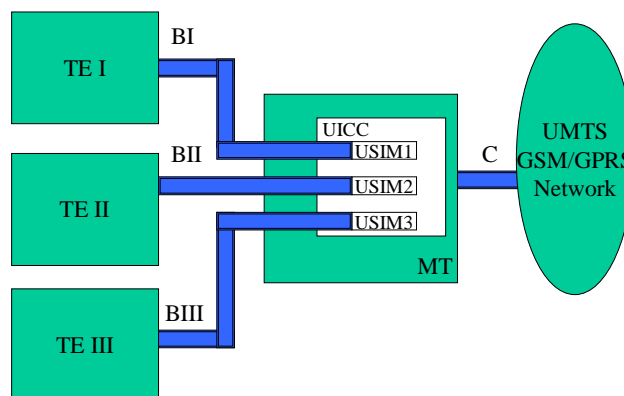 BI
TE I
UICC
USIM1
BII
USIM2
TE II
USIM3
MT
BIII
TE III
C
UMTS
GSM/GPRS
Network